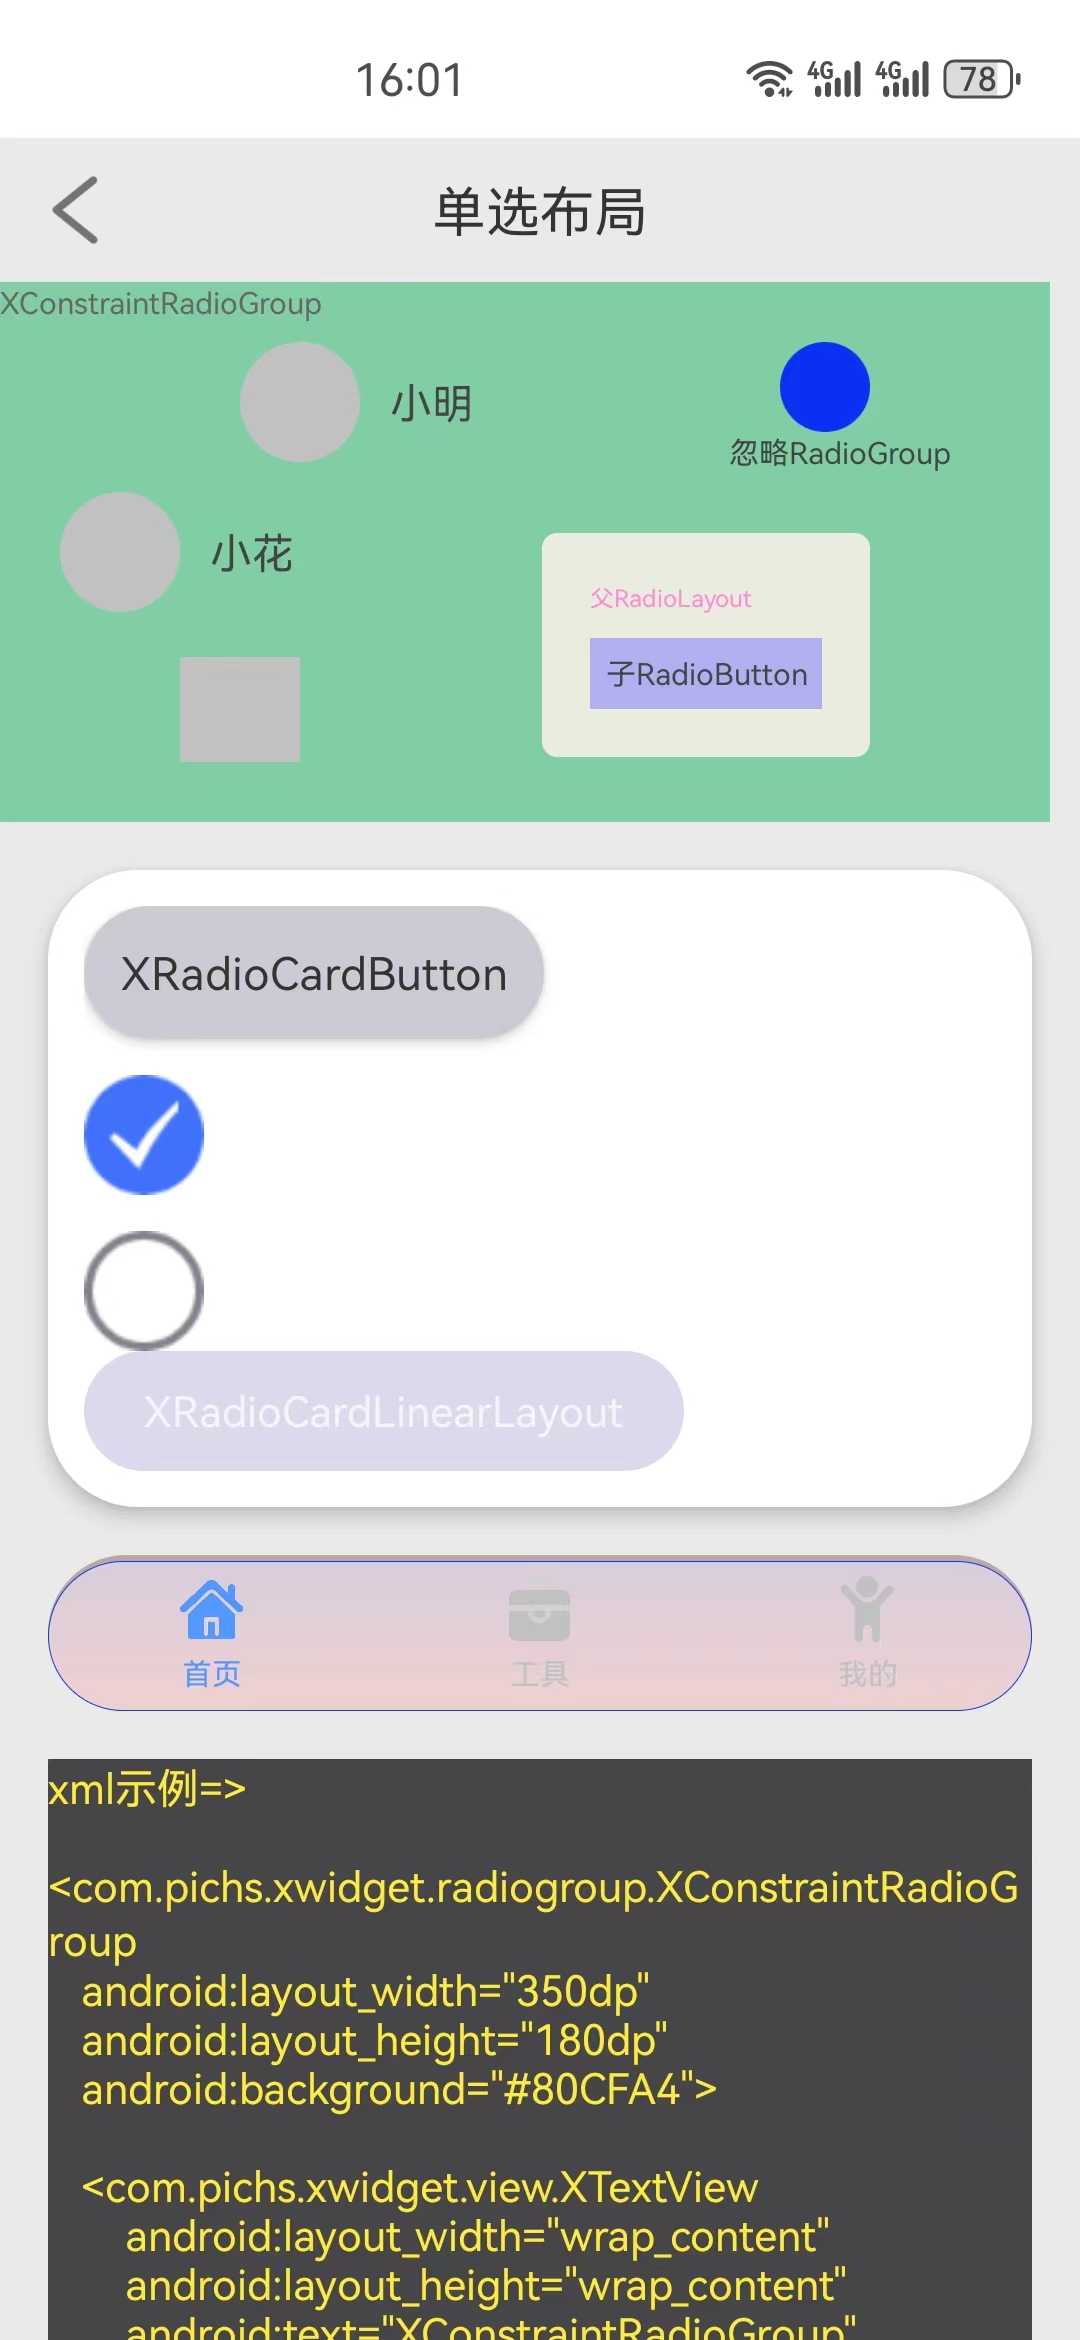 16:01
4G 4G 78
单选布局
XConstraintRadioGroup
小明
忽略RadioGroup
小花
父RadioLayout
子RadioButton
XRadioCardButton
XRadioCardLinearLayout
首页 工具 我的
xml示例=>
<com.pichs.xwidget.radiogroup.XConstraintRadioG
roup
android:layout_width="350dp"
android:layout_height="180dp"
android:background="#80CFA4">
<com.pichs.xwidget.view.XTextView
android:layout_width="wrap_content"
android:layout_height="wrap_content"
android:text="XConstraintRadioGroup"